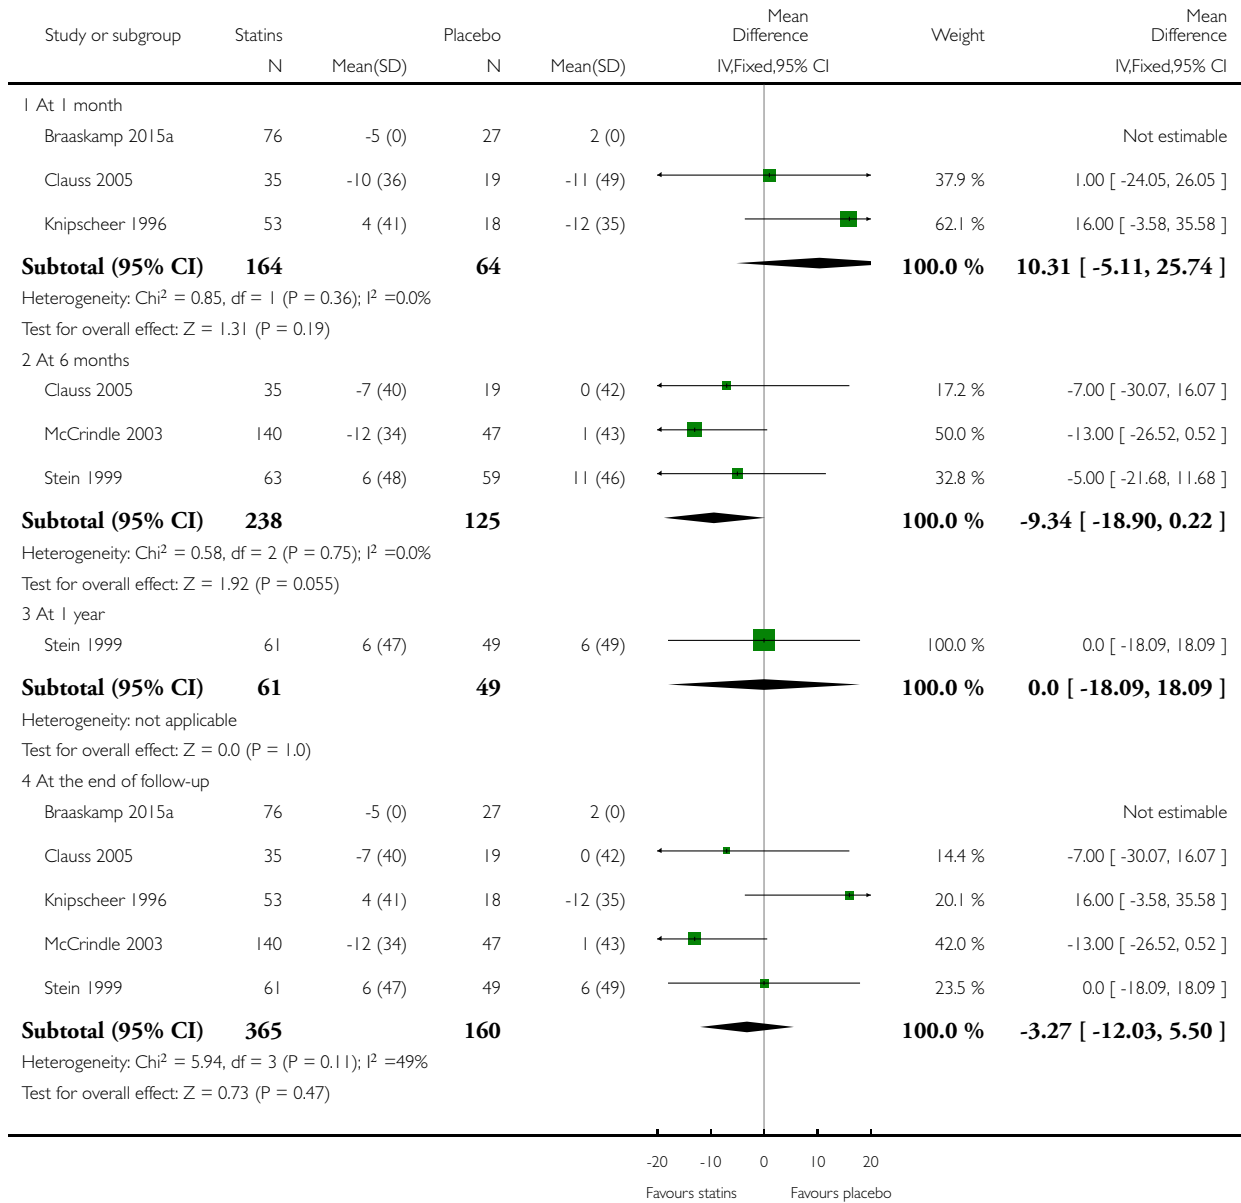 Study or subgroup Statins Placebo Mean Difference Weight Mean Difference
N Mean(SD) N Mean(SD) IV,Fixed,95% CI IV,Fixed,95% CI
1 At 1 month
Braaskamp 2015a 76 -5 (0) 27 2 (0) Not estimable
Clauss 2005 35 -10 (36) 19 -11 (49) 37.9 % 1.00 [ -24.05, 26.05 ]
Knipscheer 1996 53 4 (41) 18 -12 (35) 62.1 % 16.00 [ -3.58, 35.58 ]
Subtotal (95% CI) 164 64 100.0 % 10.31 [ -5.11, 25.74 ]
Heterogeneity: Chi² = 0.85, df = 1 (P = 0.36); I² =0.0%
Test for overall effect: Z = 1.31 (P = 0.19)
2 At 6 months
Clauss 2005 35 -7 (40) 19 0 (42) 17.2 % -7.00 [ -30.07, 16.07 ]
McCrindle 2003 140 -12 (34) 47 1 (43) 50.0 % -13.00 [ -26.52, 0.52 ]
Stein 1999 63 6 (48) 59 11 (46) 32.8 % -5.00 [ -21.68, 11.68 ]
Subtotal (95% CI) 238 125 100.0 % -9.34 [ -18.90, 0.22 ]
Heterogeneity: Chi² = 0.58, df = 2 (P = 0.75); I² =0.0%
Test for overall effect: Z = 1.92 (P = 0.055)
3 At 1 year
Stein 1999 61 6 (47) 49 6 (49) 100.0 % 0.0 [ -18.09, 18.09 ]
Subtotal (95% CI) 61 49 100.0 % 0.0 [ -18.09, 18.09 ]
Heterogeneity: not applicable
Test for overall effect: Z = 0.0 (P = 1.0)
4 At the end of follow-up
Braaskamp 2015a 76 -5 (0) 27 2 (0) Not estimable
Clauss 2005 35 -7 (40) 19 0 (42) 14.4 % -7.00 [ -30.07, 16.07 ]
Knipscheer 1996 53 4 (41) 18 -12 (35) 20.1 % 16.00 [ -3.58, 35.58 ]
McCrindle 2003 140 -12 (34) 47 1 (43) 42.0 % -13.00 [ -26.52, 0.52 ]
Stein 1999 61 6 (47) 49 6 (49) 23.5 % 0.0 [ -18.09, 18.09 ]
Subtotal (95% CI) 365 160 100.0 % -3.27 [ -12.03, 5.50 ]
Heterogeneity: Chi² = 5.94, df = 3 (P = 0.11); I² =49%
Test for overall effect: Z = 0.73 (P = 0.47)
-20 -10 0 10 20
Favours statins Favours placebo